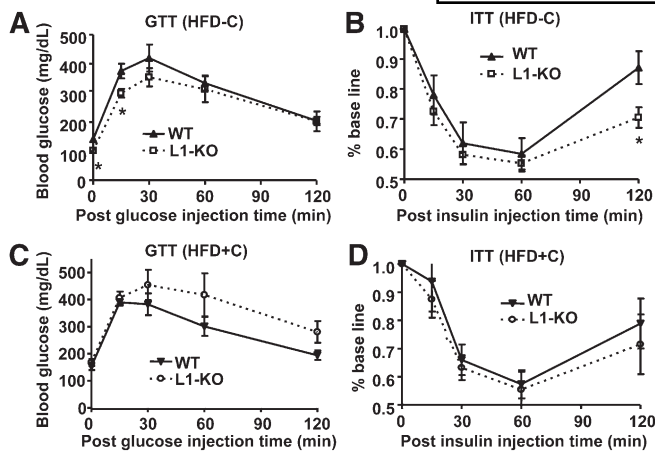 A
GTT (HFD-C)
Blood glucose (mg/dL)
500
400
300
200
100
0
*
*
WT
L1-KO
0
30
60
90
120
Post glucose injection time (min)
B
ITT (HFD-C)
% base line
1.0
0.9
0.8
0.7
0.6
0.5
WT
L1-KO
*
0
30
60
90
120
Post insulin injection time (min)
C
GTT (HFD+C)
Blood glucose (mg/dL)
500
400
300
200
100
0
WT
L1-KO
0
30
60
90
120
Post glucose injection time (min)
D
ITT (HFD+C)
% base line
1.0
0.9
0.8
0.7
0.6
0.5
WT
L1-KO
0
30
60
90
120
Post insulin injection time (min)